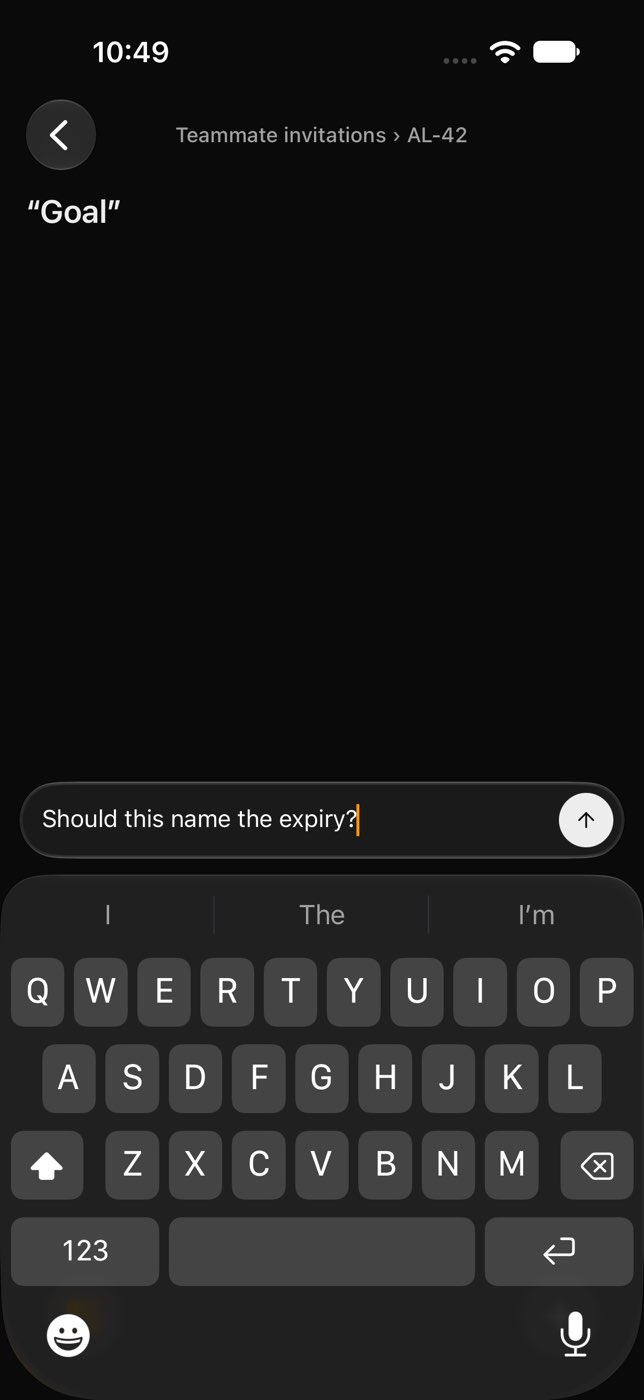 10:49
Teammate invitations › AL-42
“Goal”
Should this name the expiry?
I The I’m
Q W E R T Y U I O P
A S D F G H J K L
Z X C V B N M
123